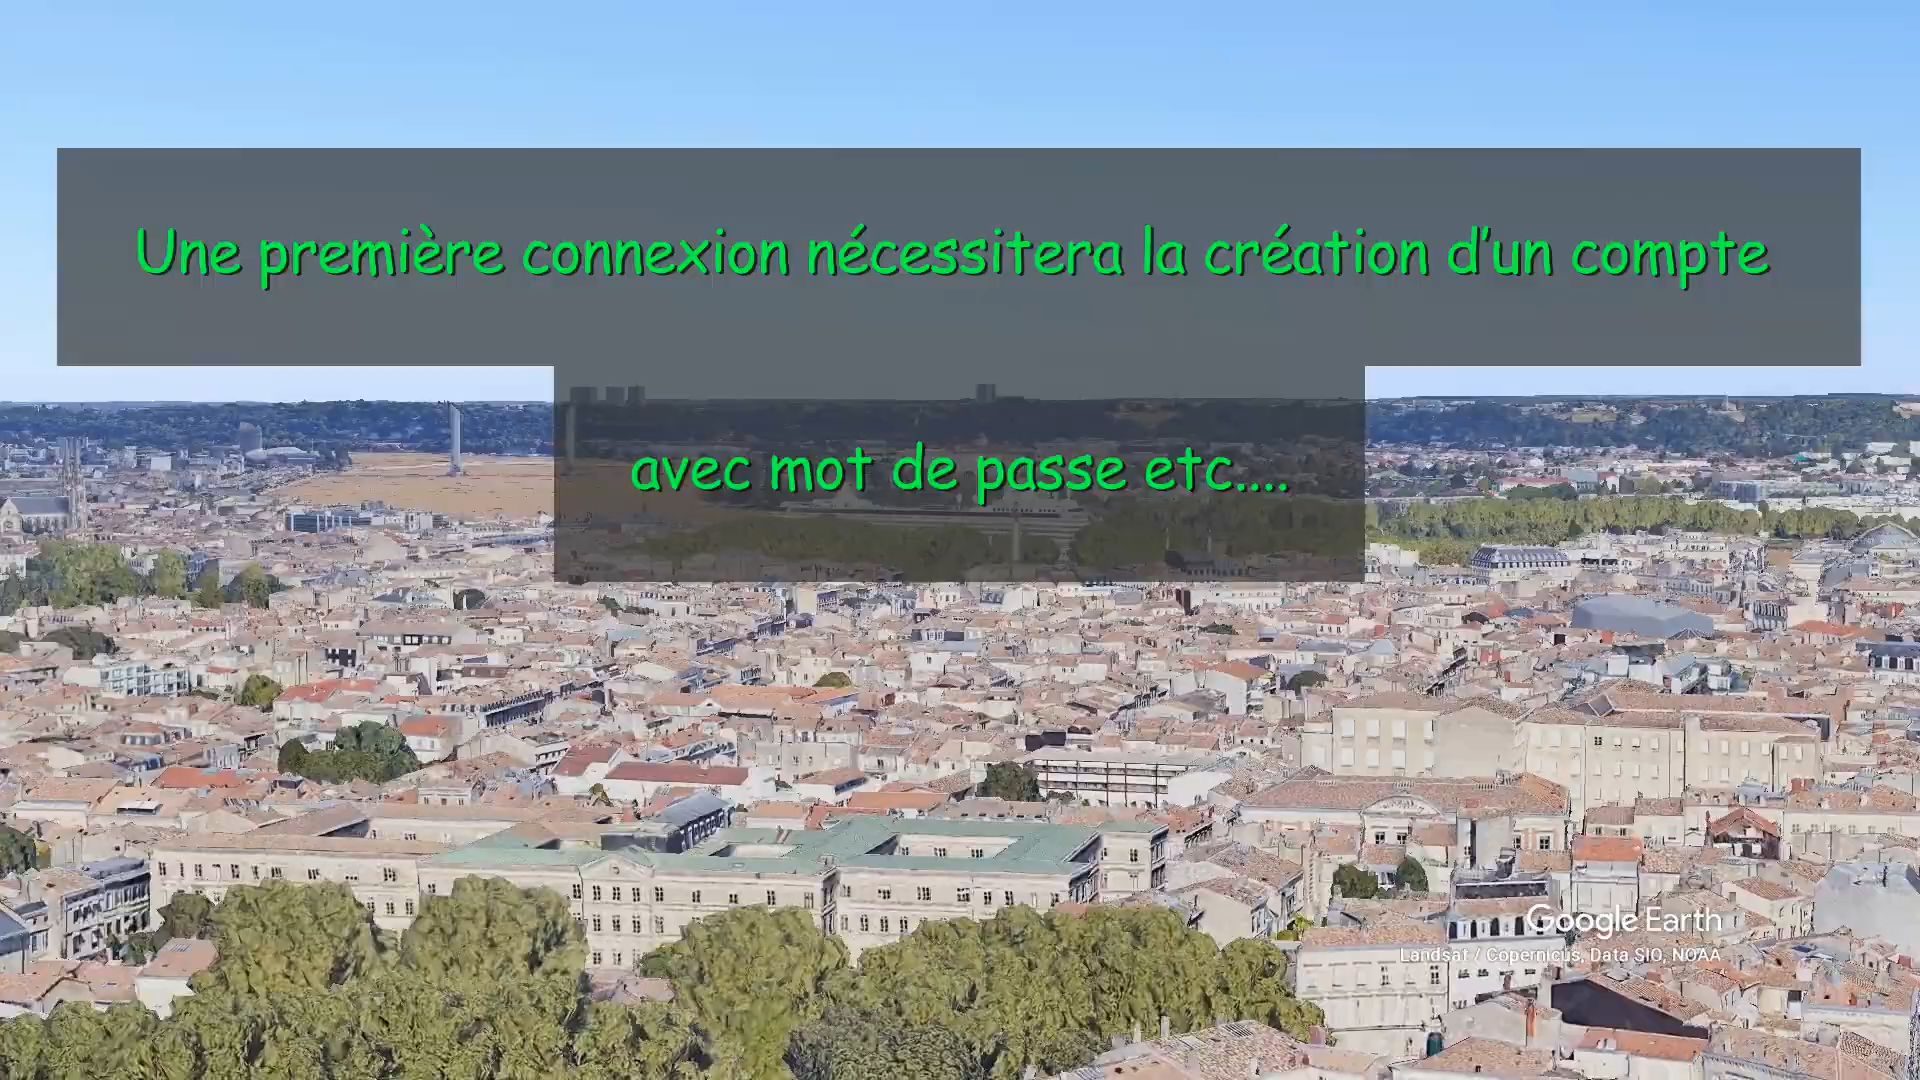 Une première connexion nécessitera la création d’un compte
avec mot de passe etc....
Google Earth
Landsat / Copernicus, Data SIO, NOAA